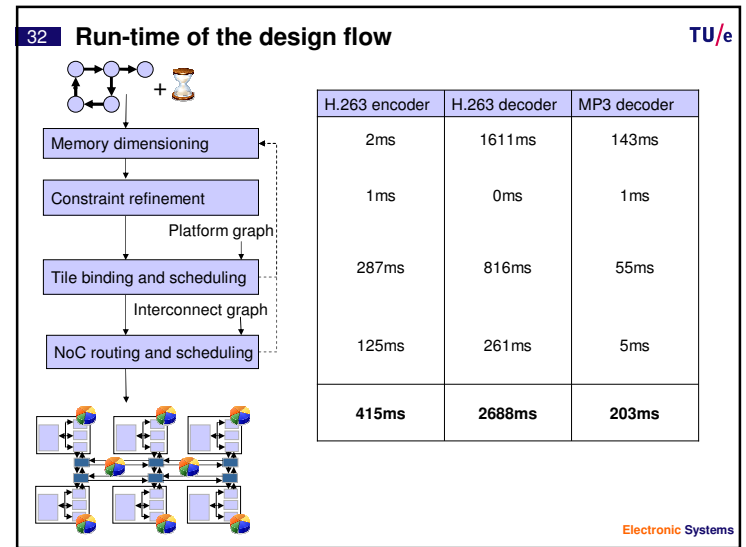 32 Run-time of the design flow
TU/e
+
H.263 encoder H.263 decoder MP3 decoder
Memory dimensioning
2ms 1611ms 143ms
Constraint refinement
1ms 0ms 1ms
Platform graph
Tile binding and scheduling
287ms 816ms 55ms
Interconnect graph
NoC routing and scheduling
125ms 261ms 5ms
415ms 2688ms 203ms
Electronic Systems